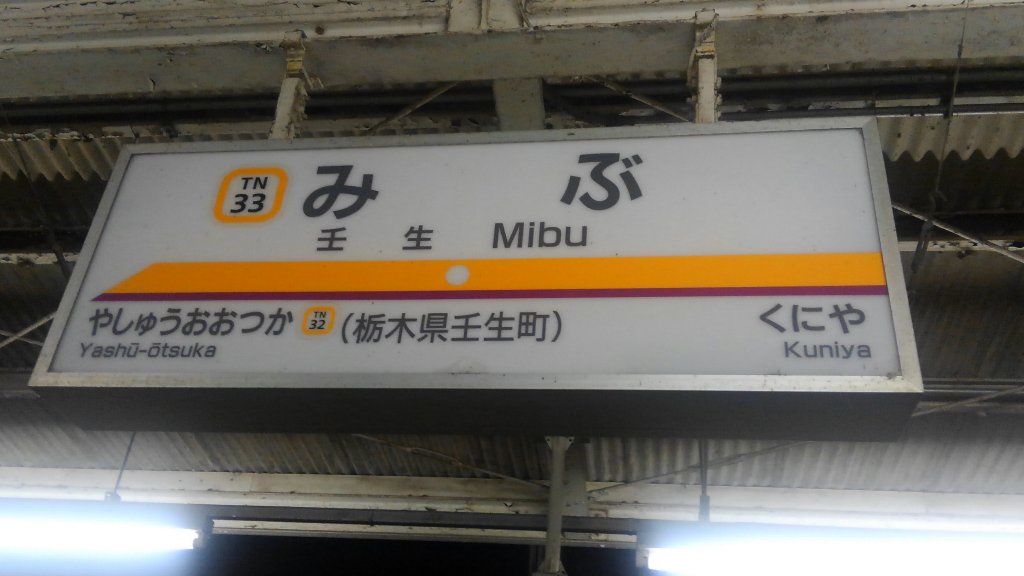 TN
33
みぶ
壬生 Mibu
やしゅうおおつか TN 32 (栃木県壬生町) くにや
Yashū-ōtsuka Kuniya